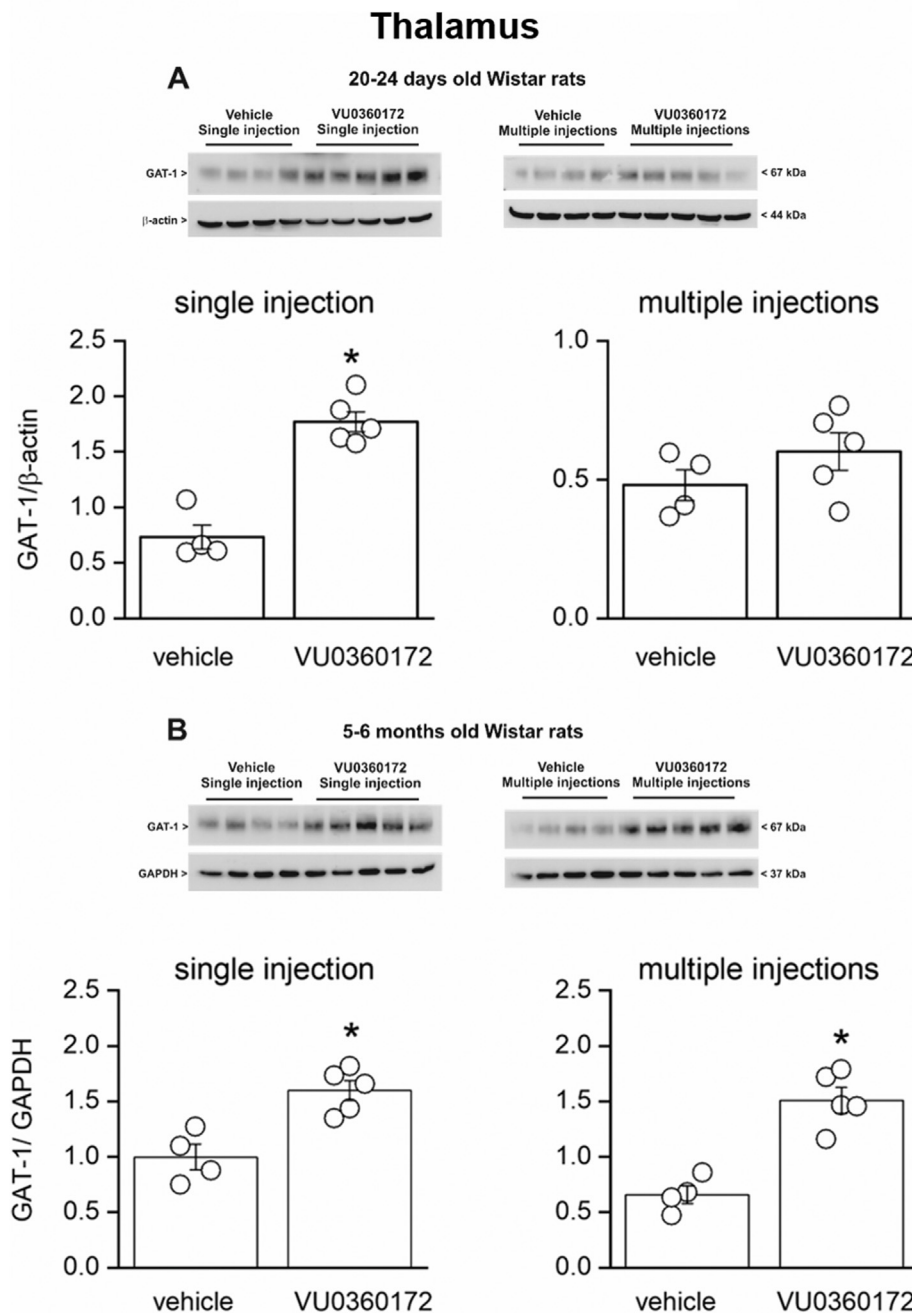 Thalamus
A
20-24 days old Wistar rats
Vehicle
Single injection
VU0360172
Single injection
Vehicle
Multiple injections
VU0360172
Multiple injections
GAT-1 >
< 67 kDa
β-actin >
< 44 kDa
single injection
multiple injections
GAT-1/β-actin
2.5
2.0
1.5
1.0
0.5
0.0
*
vehicle
VU0360172
1.0
0.5
0.0
vehicle
VU0360172
B
5-6 months old Wistar rats
Vehicle
Single injection
VU0360172
Single injection
Vehicle
Multiple injections
VU0360172
Multiple injections
GAT-1 >
< 67 kDa
GAPDH >
< 37 kDa
single injection
multiple injections
GAT-1/ GAPDH
2.5
2.0
1.5
1.0
0.5
0.0
*
vehicle
VU0360172
2.5
2.0
1.5
1.0
0.5
0.0
*
vehicle
VU0360172